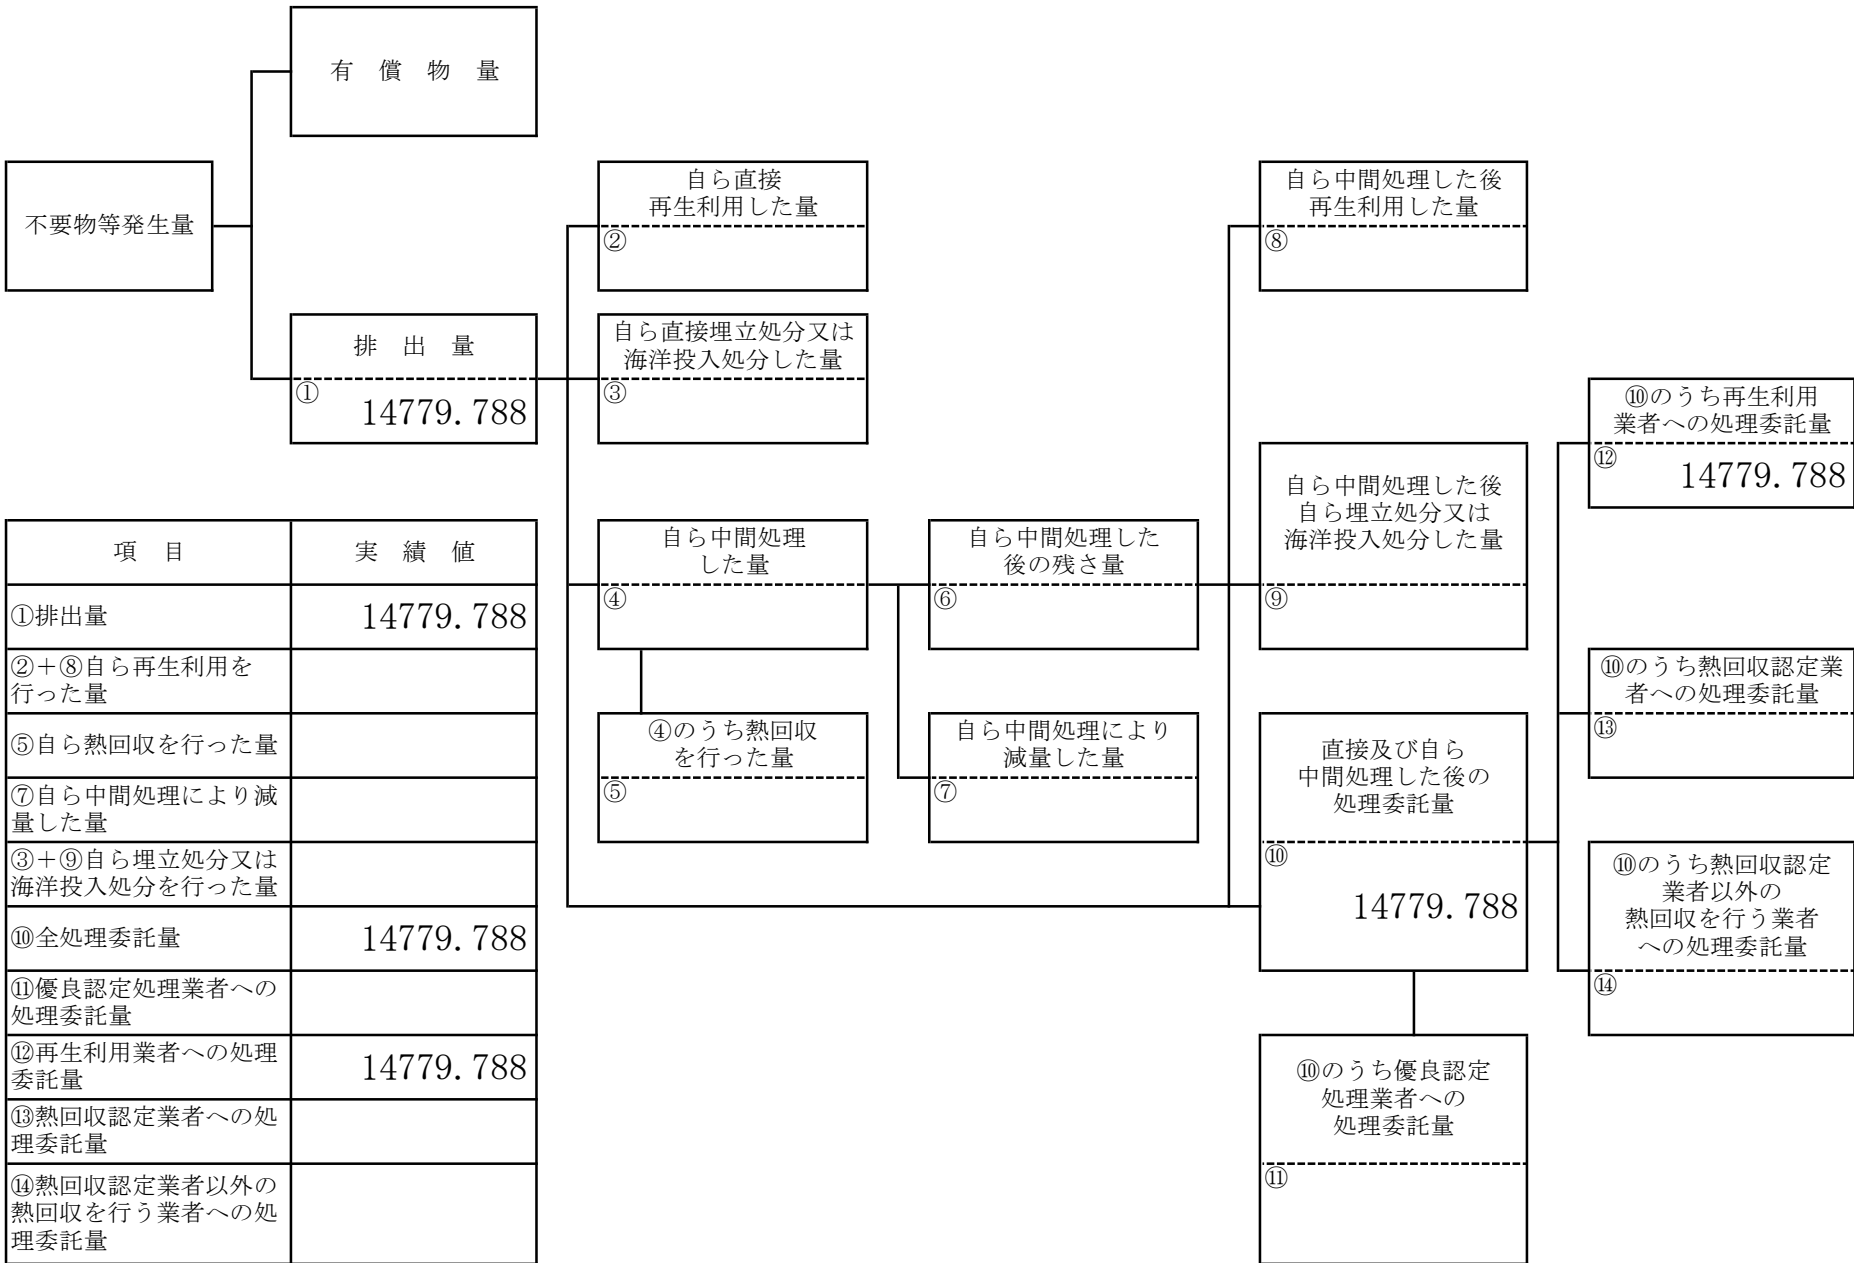 有　償　物　量
不要物等発生量
排　出　量
①
14779.788
自ら直接
再生利用した量
②
自ら直接埋立処分又は
海洋投入処分した量
③
自ら中間処理
した量
④
④のうち熱回収
を行った量
⑤
自ら中間処理した
後の残さ量
⑥
自ら中間処理により
減量した量
⑦
自ら中間処理した後
再生利用した量
⑧
自ら中間処理した後
自ら埋立処分又は
海洋投入処分した量
⑨
直接及び自ら
中間処理した後の
処理委託量
⑩
14779.788
⑩のうち優良認定
処理業者への
処理委託量
⑪
⑩のうち再生利用
業者への処理委託量
⑫
14779.788
⑩のうち熱回収認定業
者への処理委託量
⑬
⑩のうち熱回収認定
業者以外の
熱回収を行う業者
への処理委託量
⑭
項　目　実　績　値
①排出量　14779.788
②＋⑧自ら再生利用を
行った量
⑤自ら熱回収を行った量
⑦自ら中間処理により減
量した量
③＋⑨自ら埋立処分又は
海洋投入処分を行った量
⑩全処理委託量　14779.788
⑪優良認定処理業者への
処理委託量
⑫再生利用業者への処理
委託量　14779.788
⑬熱回収認定業者への処
理委託量
⑭熱回収認定業者以外の
熱回収を行う業者への処
理委託量